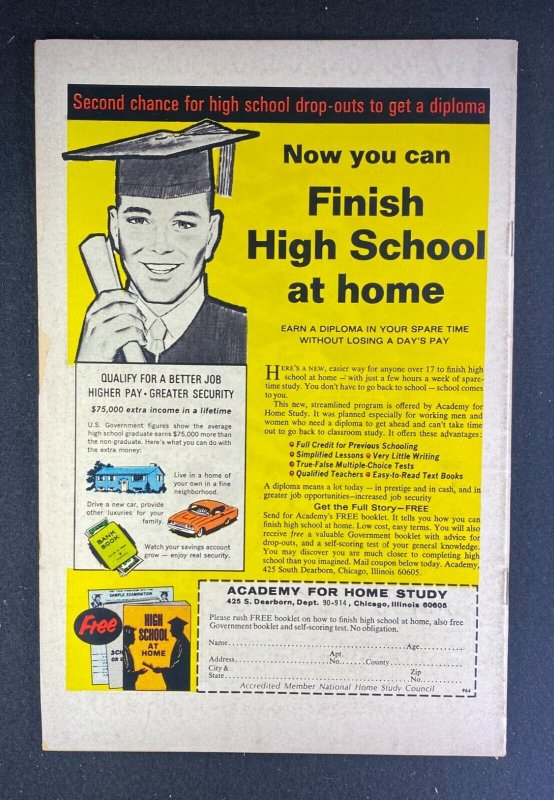 Second chance for high school drop-outs to get a diploma
Now you can
Finish
High School
at home
EARN A DIPLOMA IN YOUR SPARE TIME
WITHOUT LOSING A DAY'S PAY
QUALIFY FOR A BETTER JOB
HIGHER PAY • GREATER SECURITY
$75,000 extra income in a lifetime
U.S. Government figures show the average
high school graduate earns $75,000 more than
the non-graduate. Here's what you can do with
the extra money:
Live in a home of
your own in a fine
neighborhood.
Drive a new car, provide
other luxuries for your
family.
BANK
BOOK
Watch your savings account
grow — enjoy real security.
HERE'S A NEW, easier way for anyone over 17 to finish high
school at home — with just a few hours a week of spare-
time study. You don't have to go back to school — school comes
to you.
This new, streamlined program is offered by Academy for
Home Study. It was planned especially for working men and
women who need a diploma to get ahead and can't take time
out to go back to classroom study. It offers these advantages:
Full Credit for Previous Schooling
Simplified Lessons Very Little Writing
True-False Multiple-Choice Tests
Qualified Teachers Easy-to-Read Text Books
A diploma means a lot today — in prestige and in cash, and in
greater job opportunities—increased job security
Get the Full Story—FREE
Send for Academy's FREE booklet. It tells you how you can
finish high school at home. Low cost, easy terms. You will also
receive free a valuable Government booklet with advice for
drop-outs, and a self-scoring test of your general knowledge.
You may discover you are much closer to completing high
school than you imagined. Mail coupon below today. Academy,
425 South Dearborn, Chicago, Illinois 60605.
SAMPLE EXAMINATION
Free
HIGH
SCHOOL
AT
HOME
ACADEMY FOR HOME STUDY
425 S. Dearborn, Dept. 90-914, Chicago, Illinois 60605
Please rush FREE booklet on how to finish high school at home, also free
Government booklet and self-scoring test. No obligation.
Name Age
Apt.
Address No. County
City & Zip
State No.
Accredited Member National Home Study Council 964